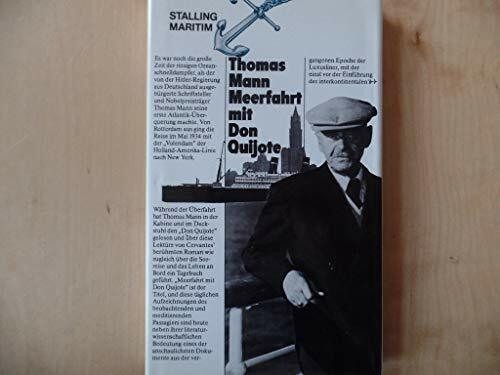 STALLING
MARITIM
Thomas
Mann
Meerfahrt
mit
Don
Quijote
Es war noch die große
Zeit der riesigen Ozean-
schnelldampfer, als der
von der Hitler-Regierung
aus Deutschland ausge-
bürgerte Schriftsteller
und Nobelpreisträger
Thomas Mann seine
erste Atlantik-Über-
querung machte. Von
Rotterdam aus ging die
Reise im Mai 1934 mit
der „Volendam" der
Holland-Amerika-Linie
nach New York.
Während der Überfahrt
hat Thomas Mann in der
Kabine und im Deck-
stuhl den „Don Quijote"
gelesen und über diese
Lektüre von Cervantes'
berühmten Roman wie
zugleich über die See-
reise und das Leben an
Bord ein Tagebuch
geführt. „Meerfahrt mit
Don Quijote" ist der
Titel, und diese täglichen
Aufzeichnungen des
beobachtenden und
meditierenden
Passagiers sind heute
neben ihrer literatur-
wissenschaftlichen
Bedeutung eines der
anschaulichsten Doku-
mente aus der ver-
gangenen Epoche der
Luxusliner, mit der
einst vor der Einführung
des interkontinentalen